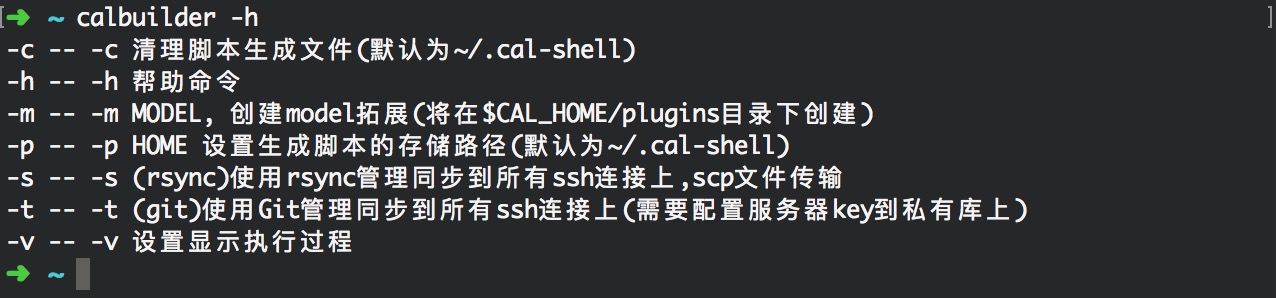 ➜ ~ calbuilder -h
-c -- -c 清理脚本生成文件(默认为~/.cal-shell)
-h -- -h 帮助命令
-m -- -m MODEL, 创建model拓展(将在$CAL_HOME/plugins目录下创建)
-p -- -p HOME 设置生成脚本的存储路径(默认为~/.cal-shell)
-s -- -s (rsync)使用rsync管理同步到所有ssh连接上,scp文件传输
-t -- -t (git)使用Git管理同步到所有ssh连接上(需要配置服务器key到私有库上)
-v -- -v 设置显示执行过程
➜ ~